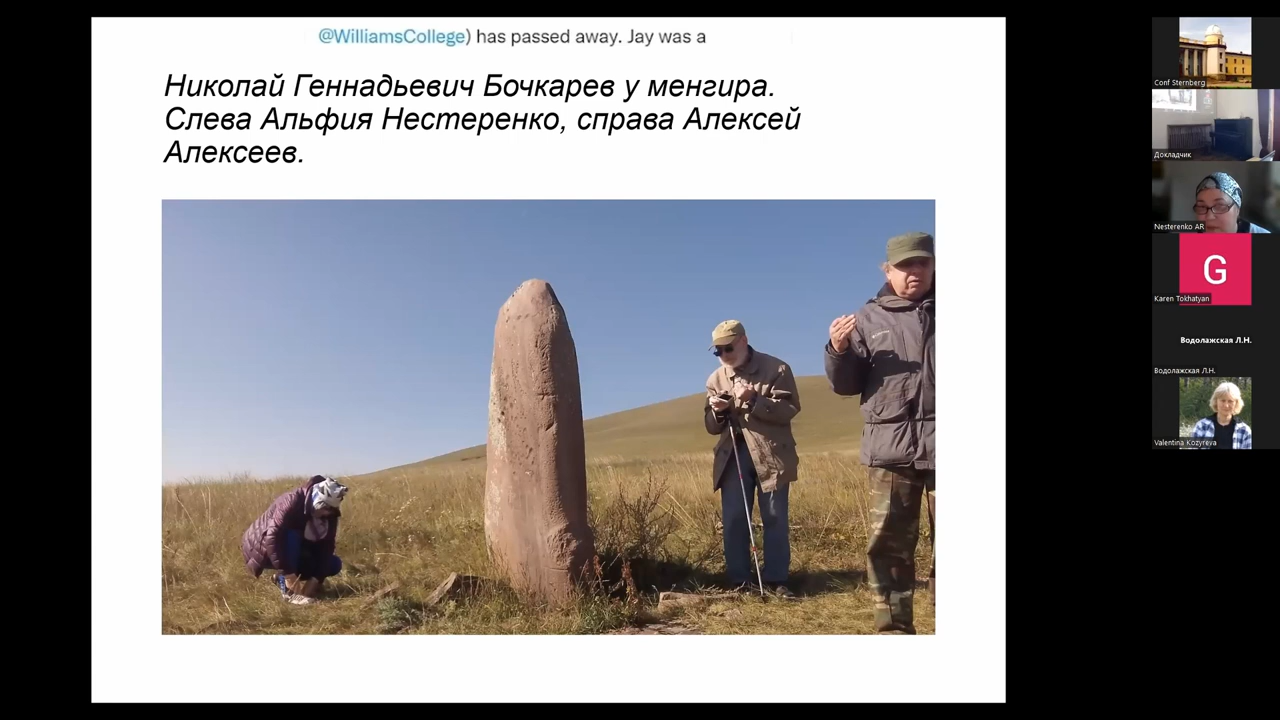 @WilliamsCollege) has passed away. Jay was a
Николай Геннадьевич Бочкарев у менгира.
Слева Альфия Нестеренко, справа Алексей
Алексеев.
Conf Sternberg
Докладчик
Nesterenko AR
G
Karen Tokhatyan
Водолажская Л.Н.
Водолажская Л.Н.
Valentina Kozyreva